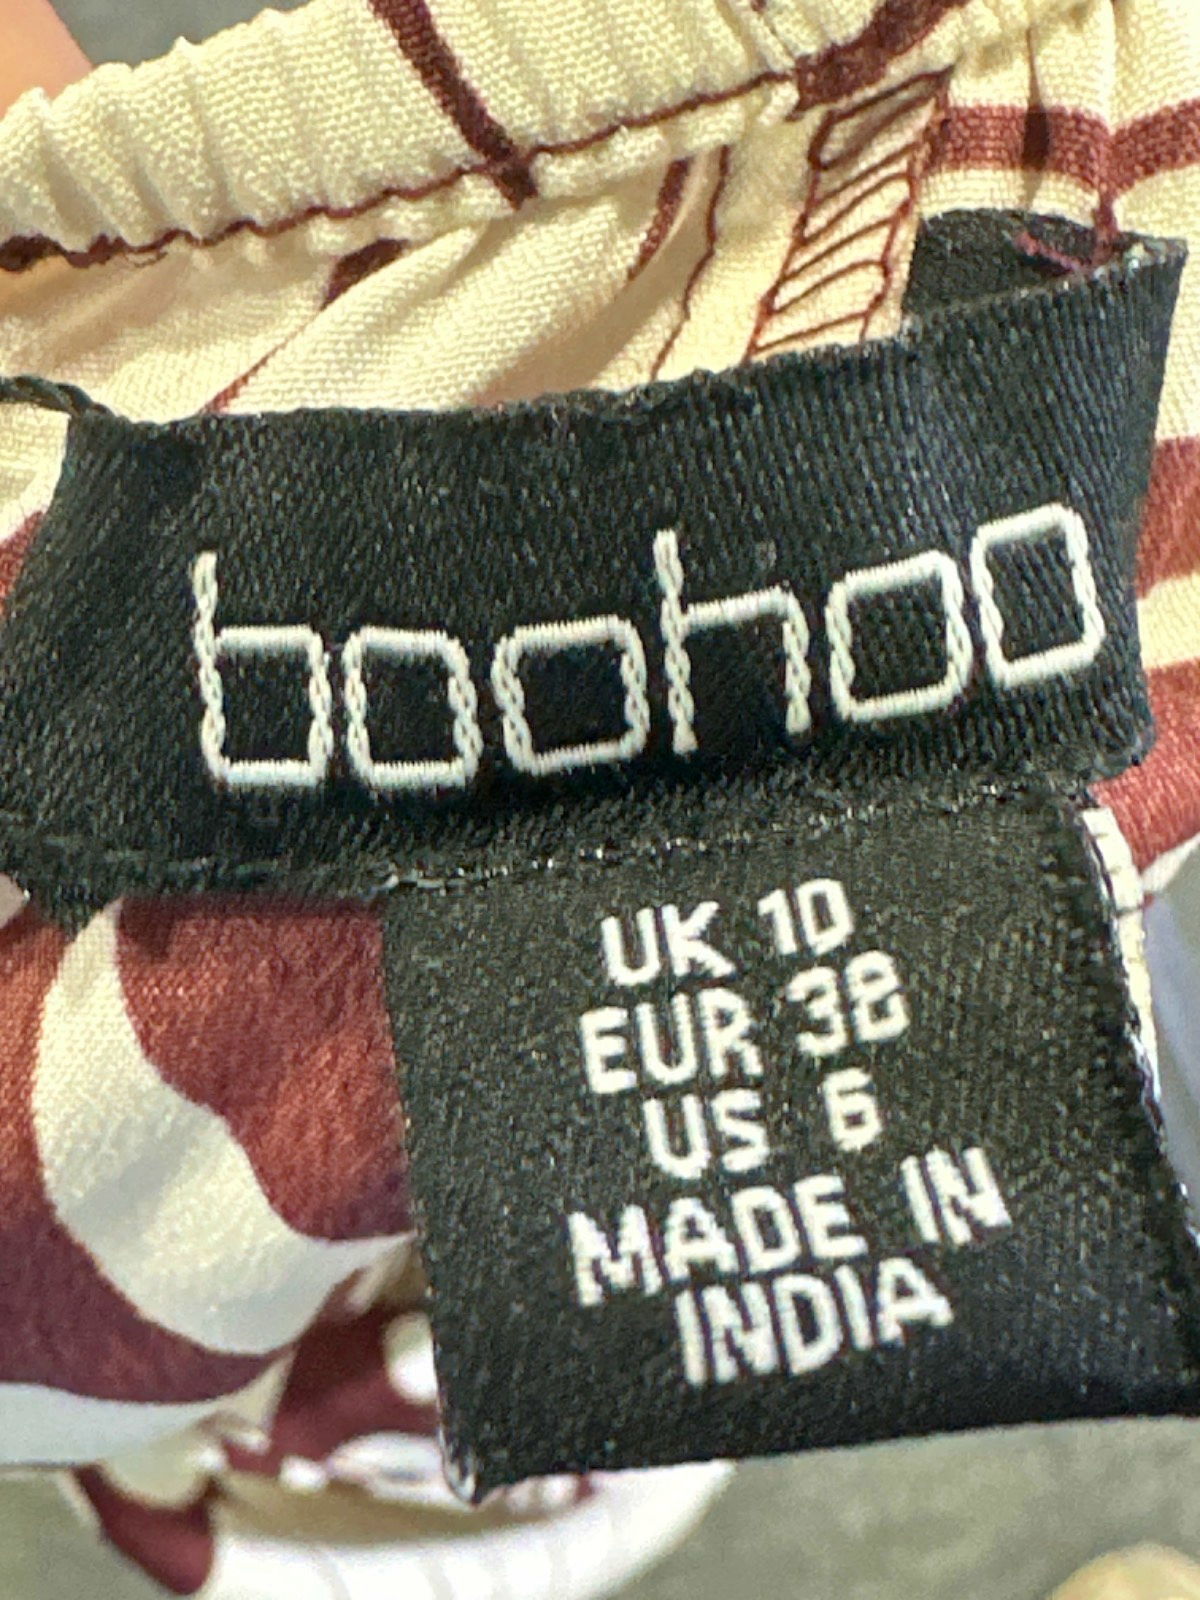 boohoo
UK 10
EUR 38
US 6
MADE IN
INDIA